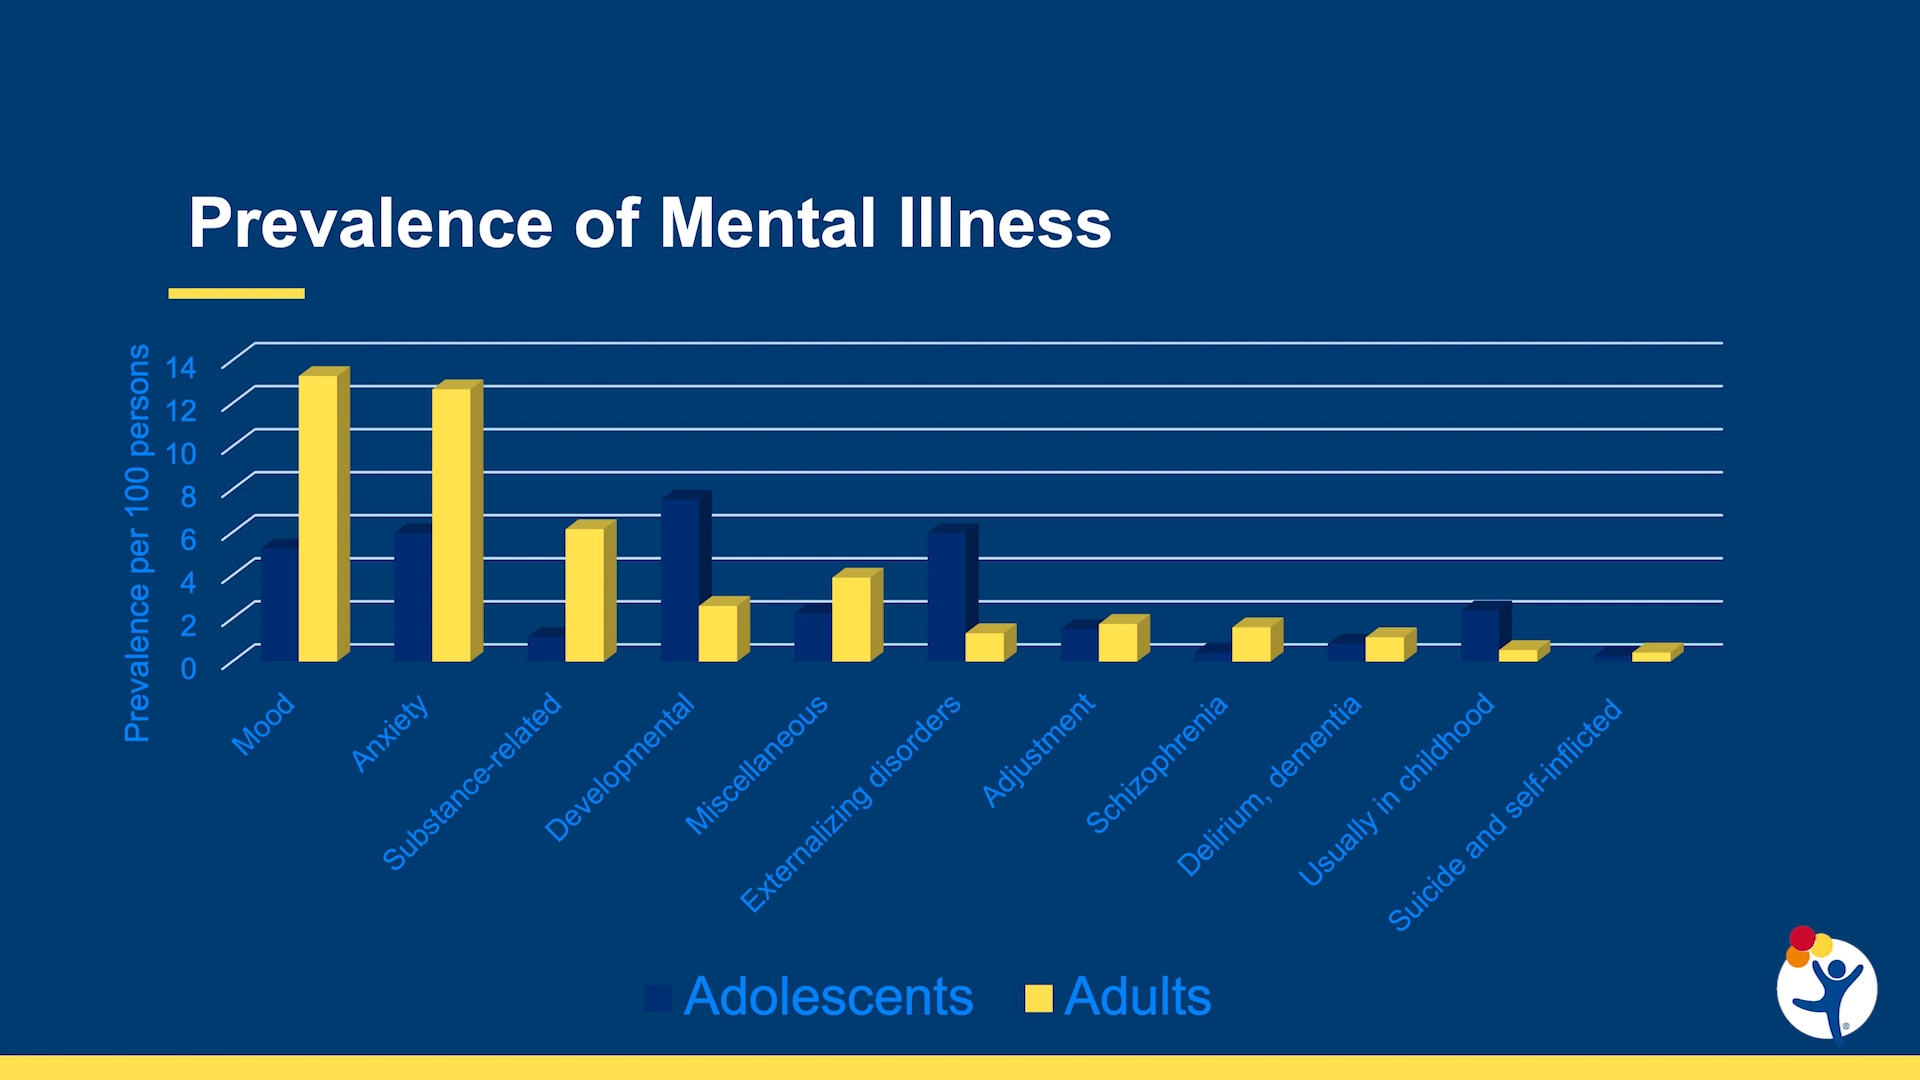 Prevalence of Mental Illness
Prevalence per 100 persons
14
12
10
8
6
4
2
0
Mood
Anxiety
Substance-related
Developmental
Miscellaneous
Externalizing disorders
Adjustment
Schizophrenia
Delirium, dementia
Usually in childhood
Suicide and self-inflicted
Adolescents
Adults
®